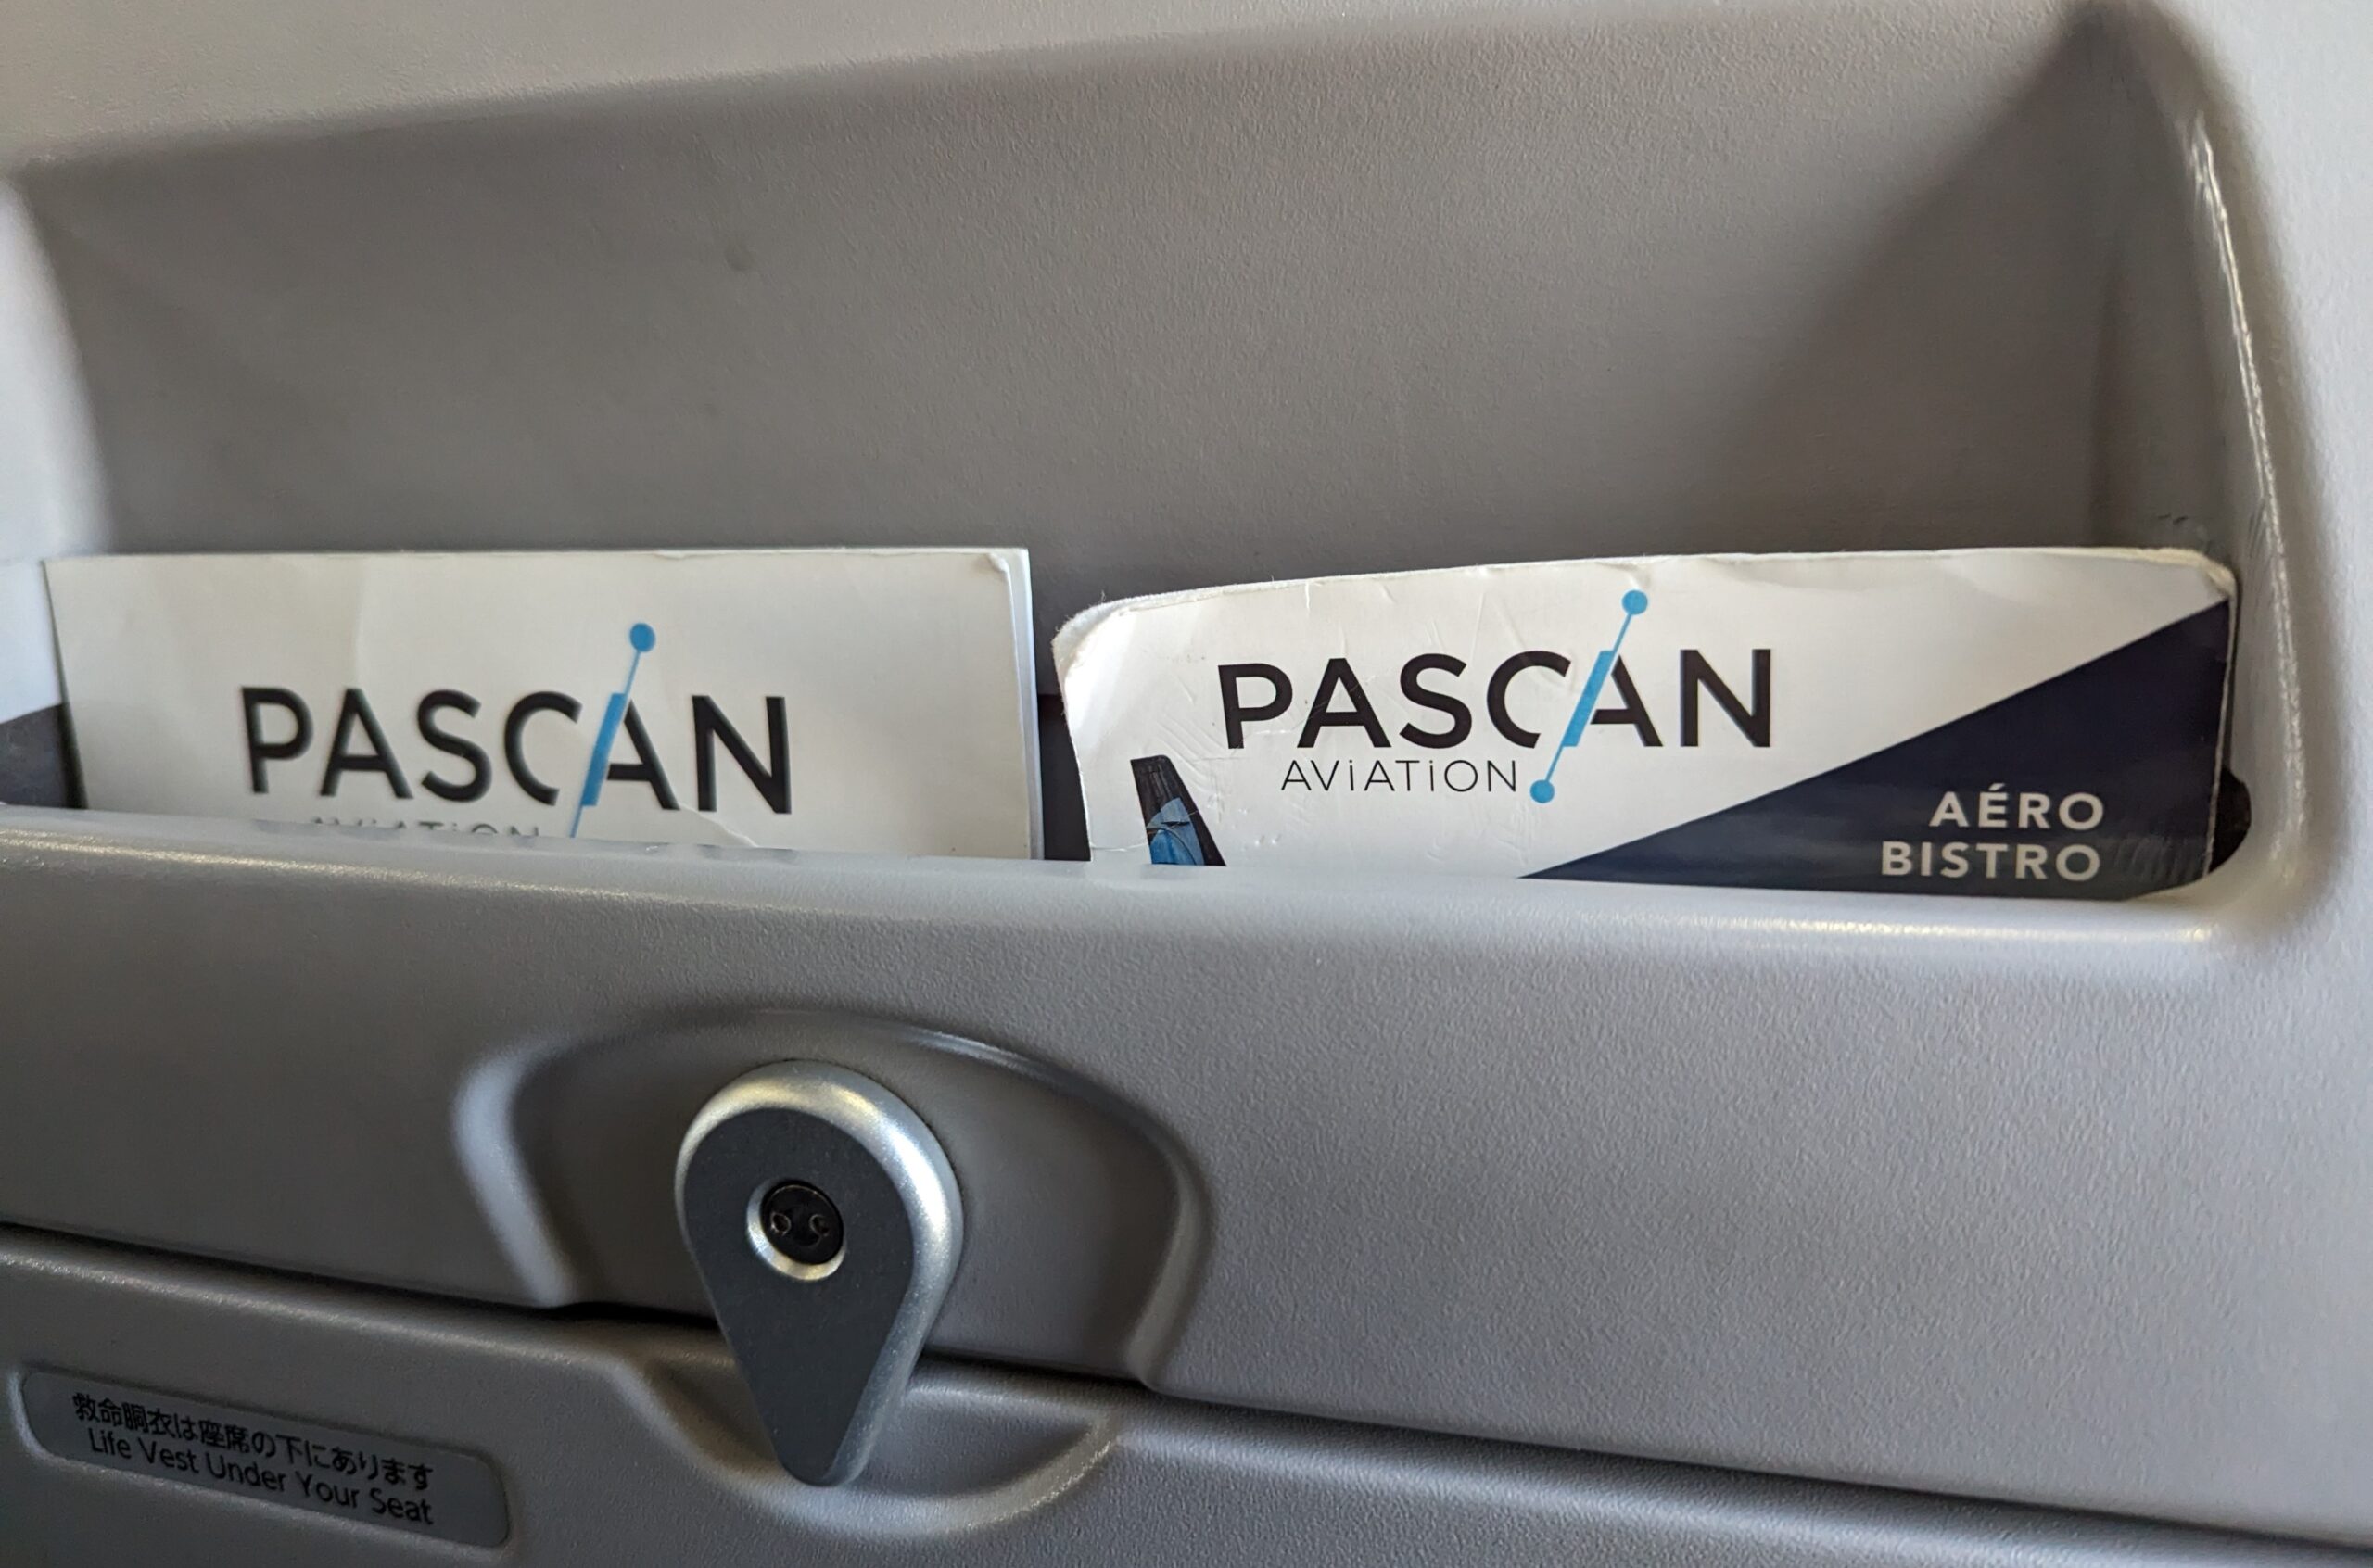 PASCAN
AViATiON
PASCAN
AViATiON
AÉRO
BISTRO
救命胴衣は座席の下にあります
Life Vest Under Your Seat